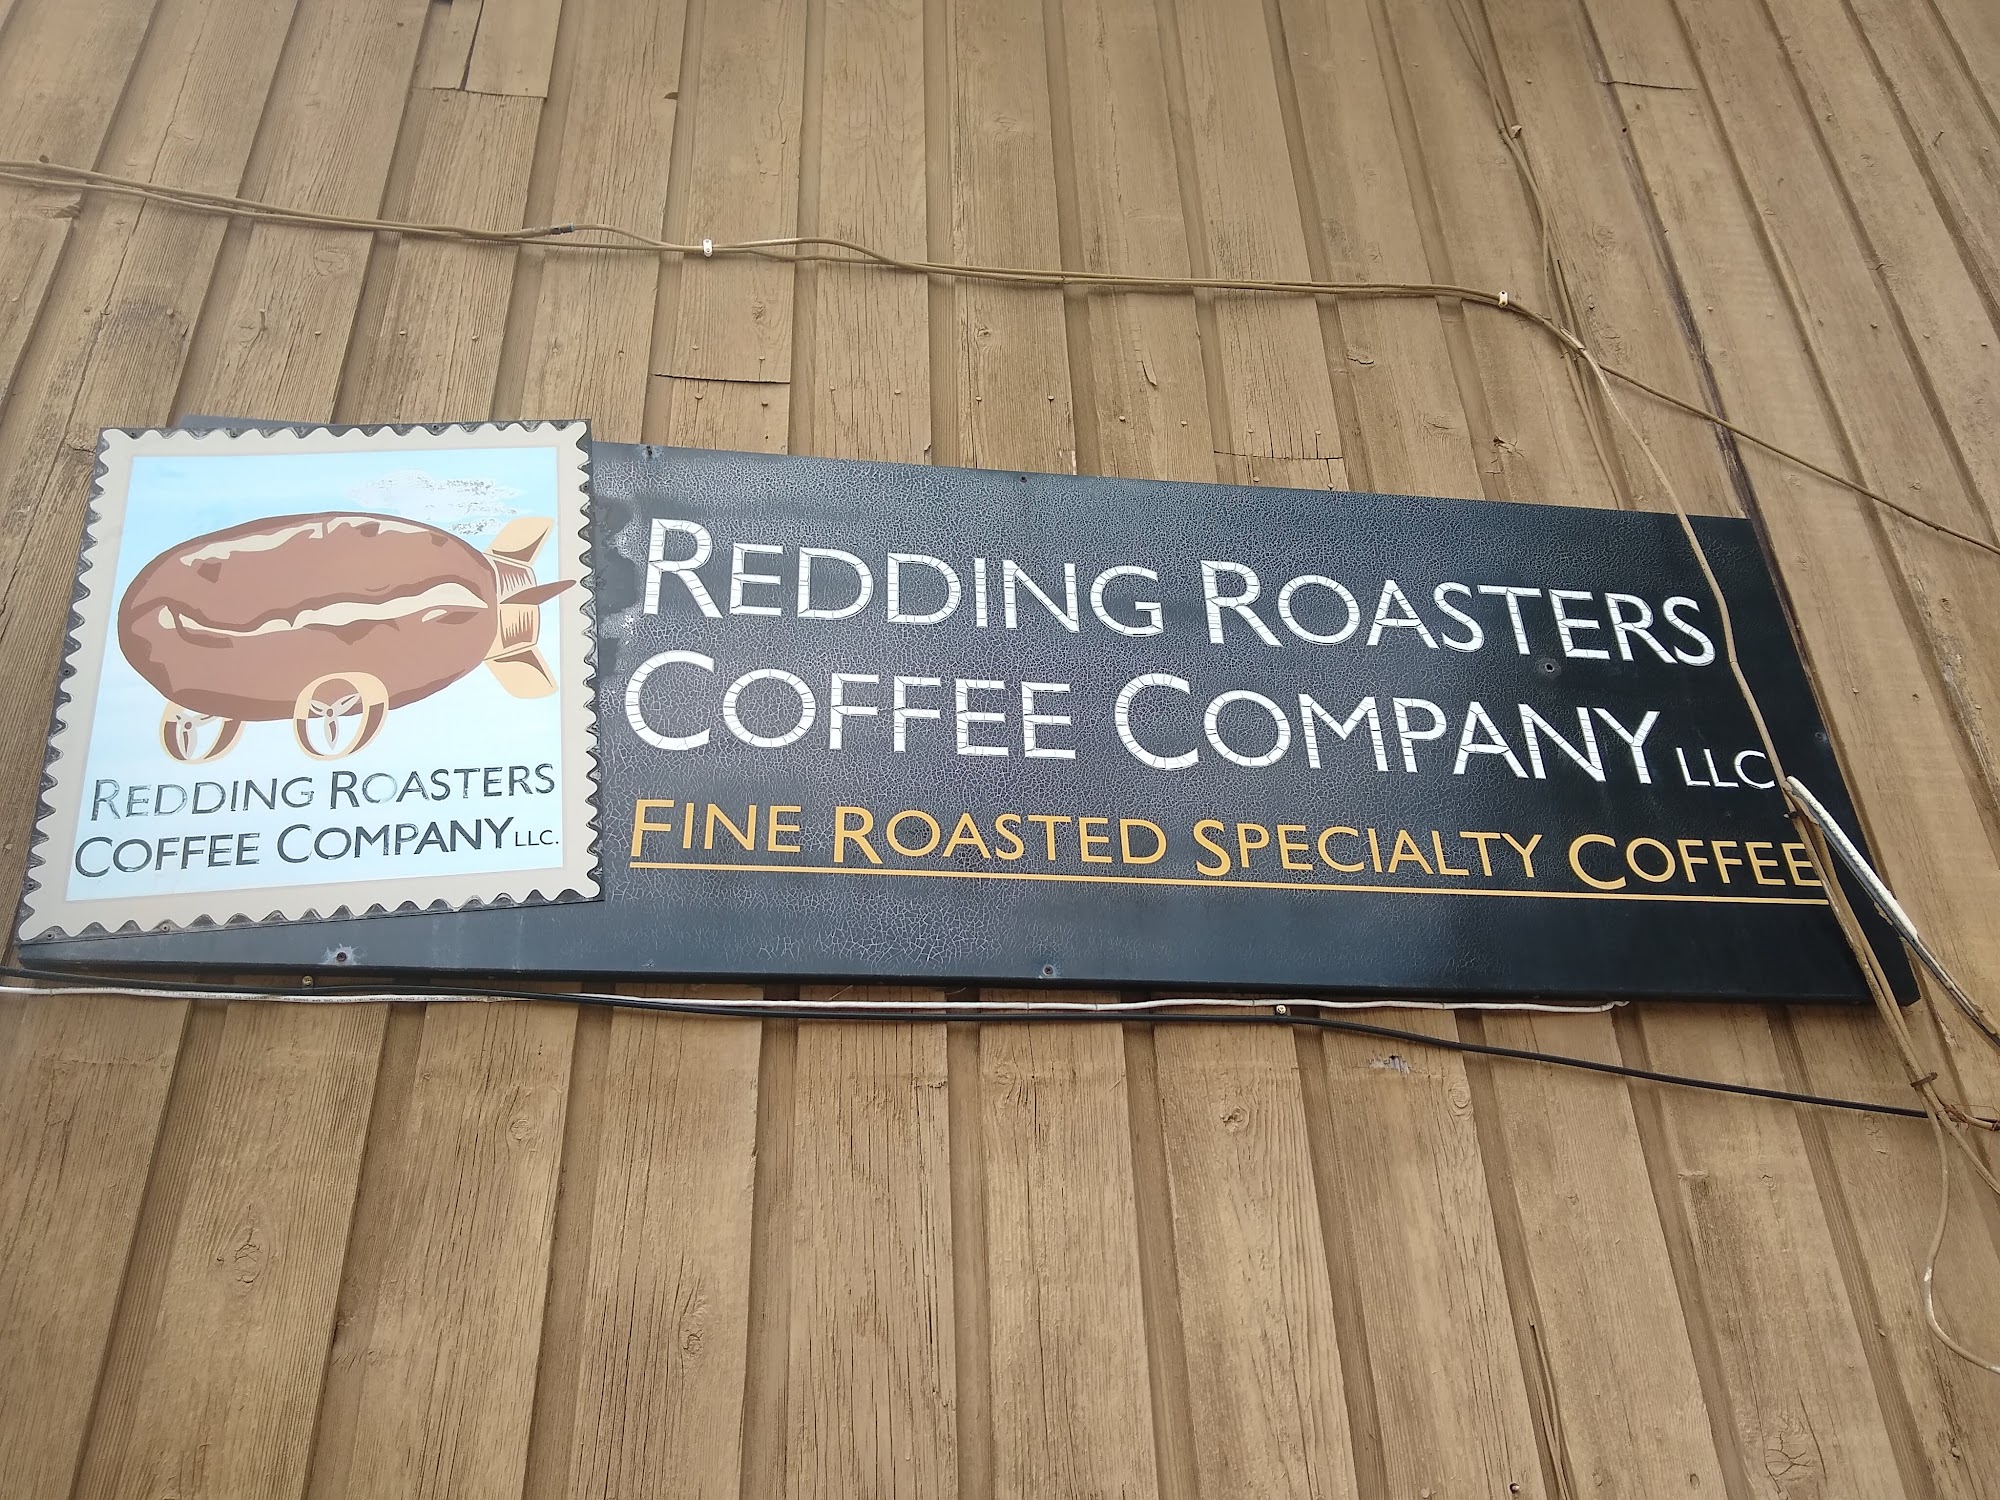 REDDING ROASTERS
COFFEE COMPANY LLC.
REDDING ROASTERS
COFFEE COMPANY LLC
FINE ROASTED SPECIALTY COFFEE